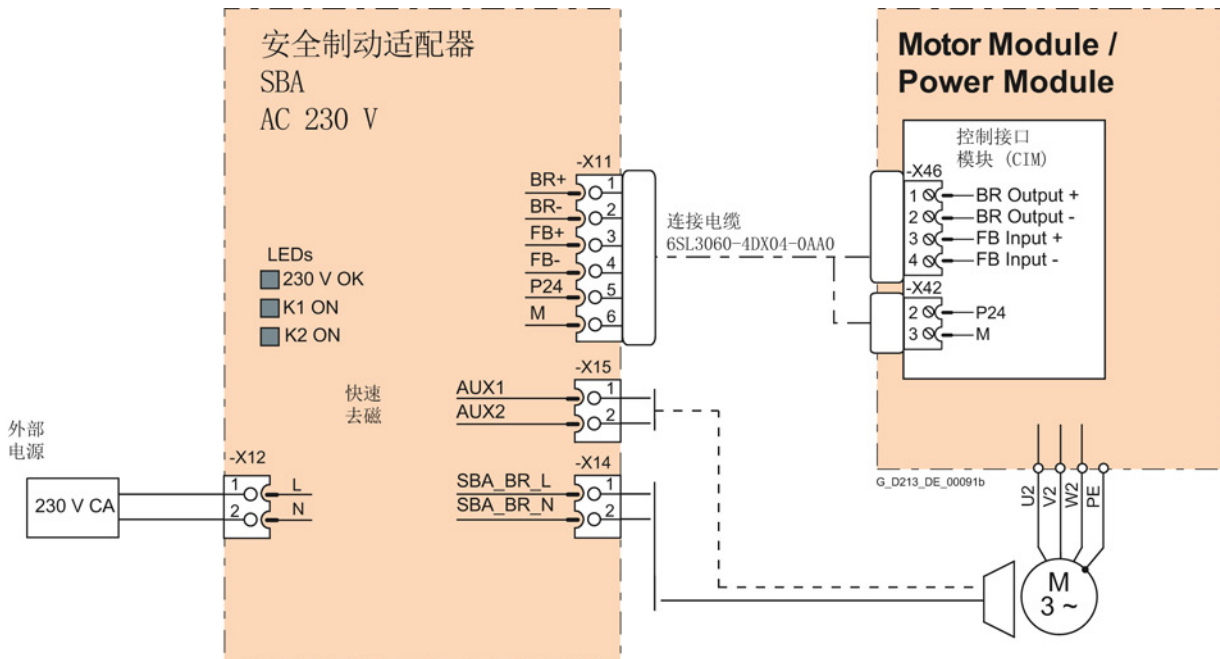 安全制动适配器
SBA
AC 230 V
Motor Module /
Power Module
控制接口
模块 (CIM)
-X11
BR+
1
BR-
2
FB+
3
FB-
4
P24
5
M
6
连接电缆
6SL3060-4DX04-0AA0
-X46
1
BR Output +
2
BR Output -
3
FB Input +
4
FB Input -
-X42
2
P24
3
M
LEDs
230 V OK
K1 ON
K2 ON
快速
去磁
-X15
AUX1
1
AUX2
2
外部
电源
230 V CA
-X12
1
L
2
N
-X14
SBA_BR_L
1
SBA_BR_N
2
G_D213_DE_00091b
U2
V2
W2
PE
M
3 ~